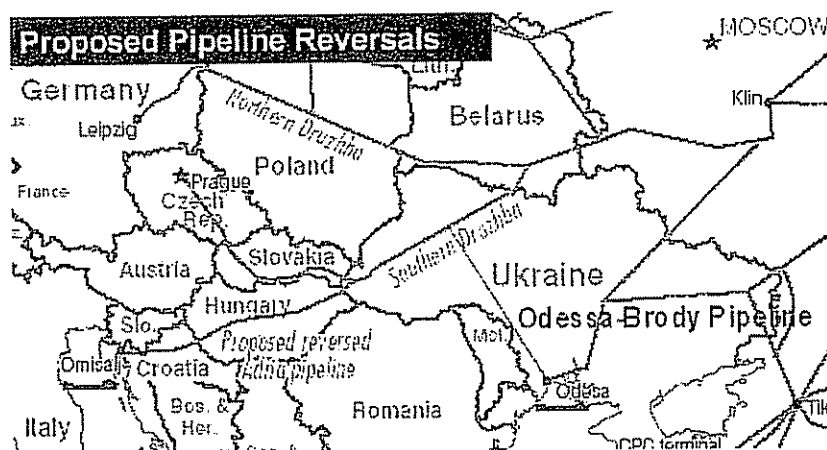 Proposed Pipeline Reversals
MOSCOW
Lith.
Germany
Klin
Belarus
Leipzig
Northern Druzhba
Poland
France
Prague
Czech
Rep
Slovakia
Southern Druzhba
Austria
Ukraine
Hungary
Odessa-Brody Pipeline
Slo.
Proposed reversed
Mol.
Omisalj
Croatia
Adria pipeline
Odesa
Bos. &
Her.
Romania
Tik
Italy
CPC terminal